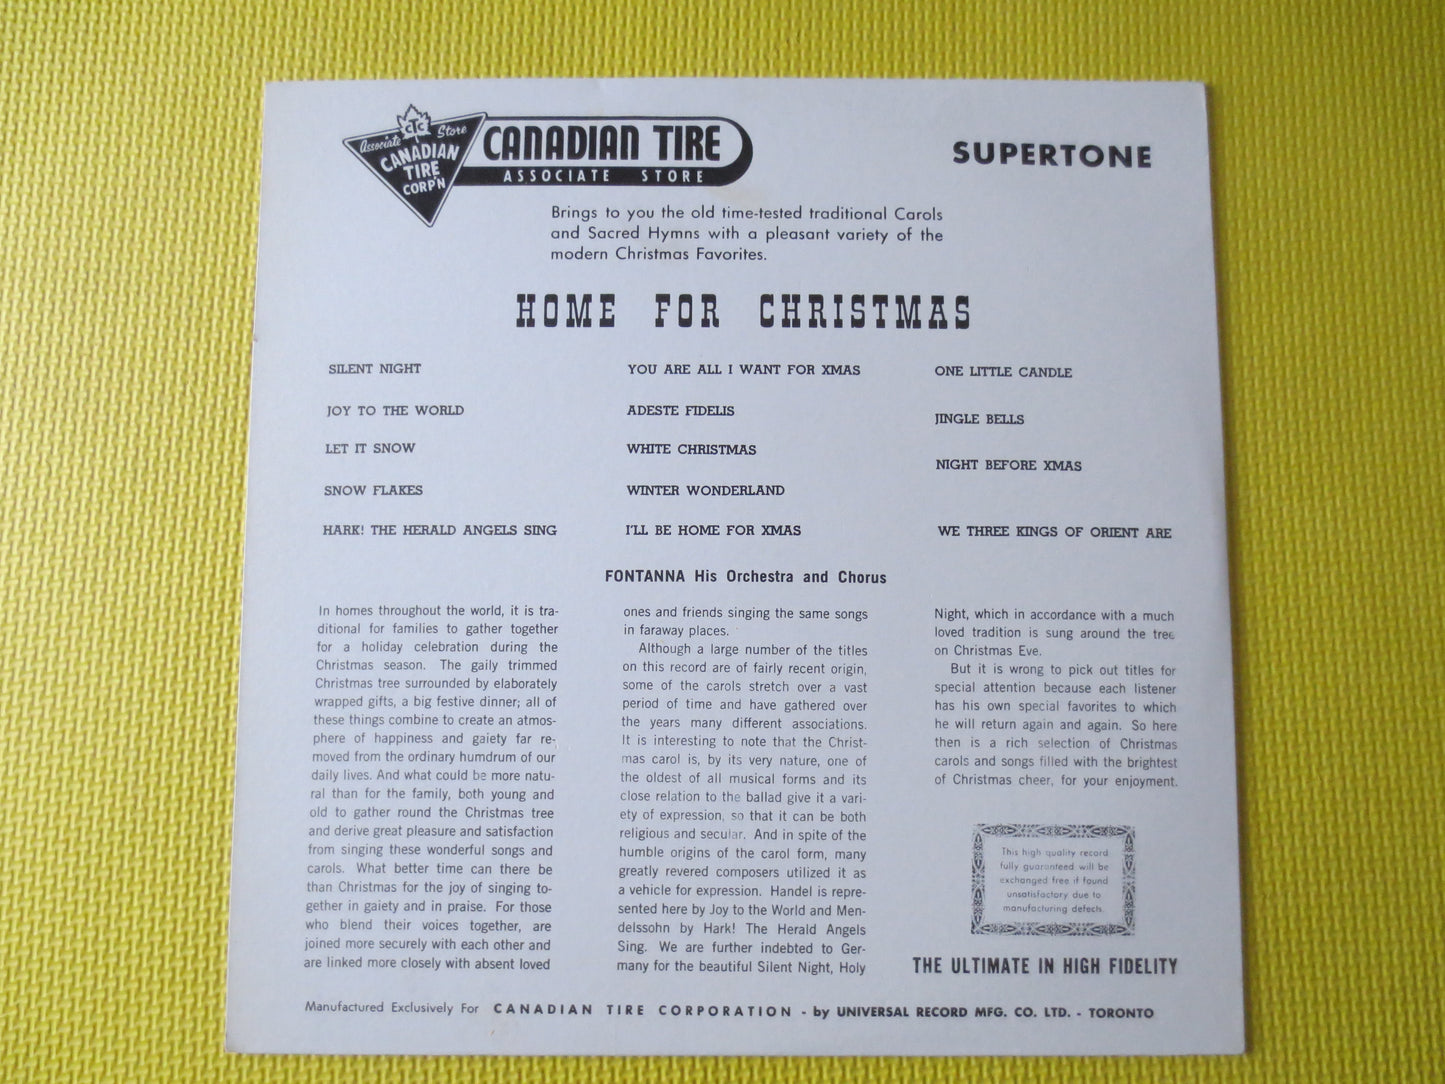 CTC
Associate Store
CANADIAN
TIRE
CORP'N
CANADIAN TIRE
ASSOCIATE STORE
SUPERTONE
Brings to you the old time-tested traditional Carols
and Sacred Hymns with a pleasant variety of the
modern Christmas Favorites.
HOME FOR CHRISTMAS
SILENT NIGHT
JOY TO THE WORLD
LET IT SNOW
SNOW FLAKES
HARK! THE HERALD ANGELS SING
YOU ARE ALL I WANT FOR XMAS
ADESTE FIDELIS
WHITE CHRISTMAS
WINTER WONDERLAND
I'LL BE HOME FOR XMAS
ONE LITTLE CANDLE
JINGLE BELLS
NIGHT BEFORE XMAS
WE THREE KINGS OF ORIENT ARE
FONTANNA His Orchestra and Chorus
In homes throughout the world, it is tra-
ditional for families to gather together
for a holiday celebration during the
Christmas season. The gaily trimmed
Christmas tree surrounded by elaborately
wrapped gifts, a big festive dinner; all of
these things combine to create an atmos-
phere of happiness and gaiety far re-
moved from the ordinary humdrum of our
daily lives. And what could be more natu-
ral than for the family, both young and
old to gather round the Christmas tree
and derive great pleasure and satisfaction
from singing these wonderful songs and
carols. What better time can there be
than Christmas for the joy of singing to-
gether in gaiety and in praise. For those
who blend their voices together, are
joined more securely with each other and
are linked more closely with absent loved
ones and friends singing the same songs
in faraway places.
Although a large number of the titles
on this record are of fairly recent origin,
some of the carols stretch over a vast
period of time and have gathered over
the years many different associations.
It is interesting to note that the Christ-
mas carol is, by its very nature, one of
the oldest of all musical forms and its
close relation to the ballad give it a vari-
ety of expression, so that it can be both
religious and secular. And in spite of the
humble origins of the carol form, many
greatly revered composers utilized it as
a vehicle for expression. Handel is repre-
sented here by Joy to the World and Men-
delssohn by Hark! The Herald Angels
Sing. We are further indebted to Ger-
many for the beautiful Silent Night, Holy
Night, which in accordance with a much
loved tradition is sung around the tree
on Christmas Eve.
But it is wrong to pick out titles for
special attention because each listener
has his own special favorites to which
he will return again and again. So here
then is a rich selection of Christmas
carols and songs filled with the brightest
of Christmas cheer, for your enjoyment.
This high quality record
fully guaranteed will be
exchanged free if found
unsatisfactory due to
manufacturing defects.
THE ULTIMATE IN HIGH FIDELITY
Manufactured Exclusively For CANADIAN TIRE CORPORATION - by UNIVERSAL RECORD MFG. CO. LTD. - TORONTO